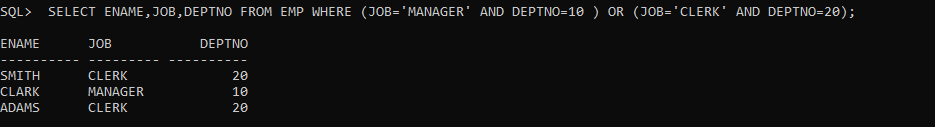 SQL>  SELECT ENAME,JOB,DEPTNO FROM EMP WHERE (JOB='MANAGER' AND DEPTNO=10 ) OR (JOB='CLERK' AND DEPTNO=20);
ENAME      JOB           DEPTNO
---------- --------- ----------
SMITH      CLERK             20
CLARK      MANAGER           10
ADAMS      CLERK             20